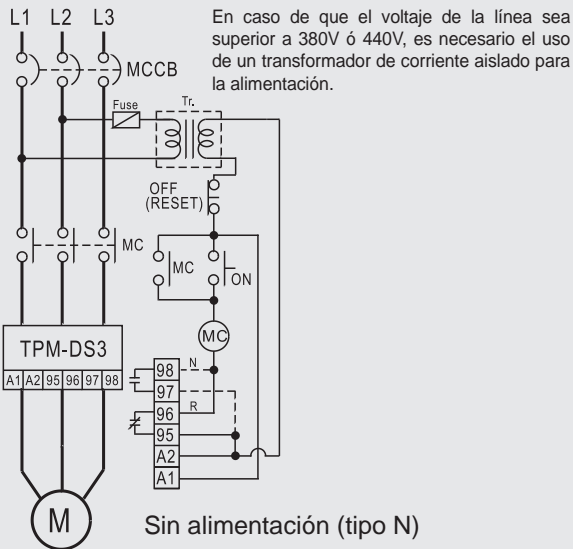 L1 L2 L3
En caso de que el voltaje de la línea sea
superior a 380V ó 440V, es necesario el uso
de un transformador de corriente aislado para
la alimentación.
MCCB
Fuse
Tr.
OFF
(RESET)
MC
MC
ON
MC
TPM-DS3
A1 A2 95 96 97 98
98 N
97
96 R
95
A2
A1
M
Sin alimentación (tipo N)